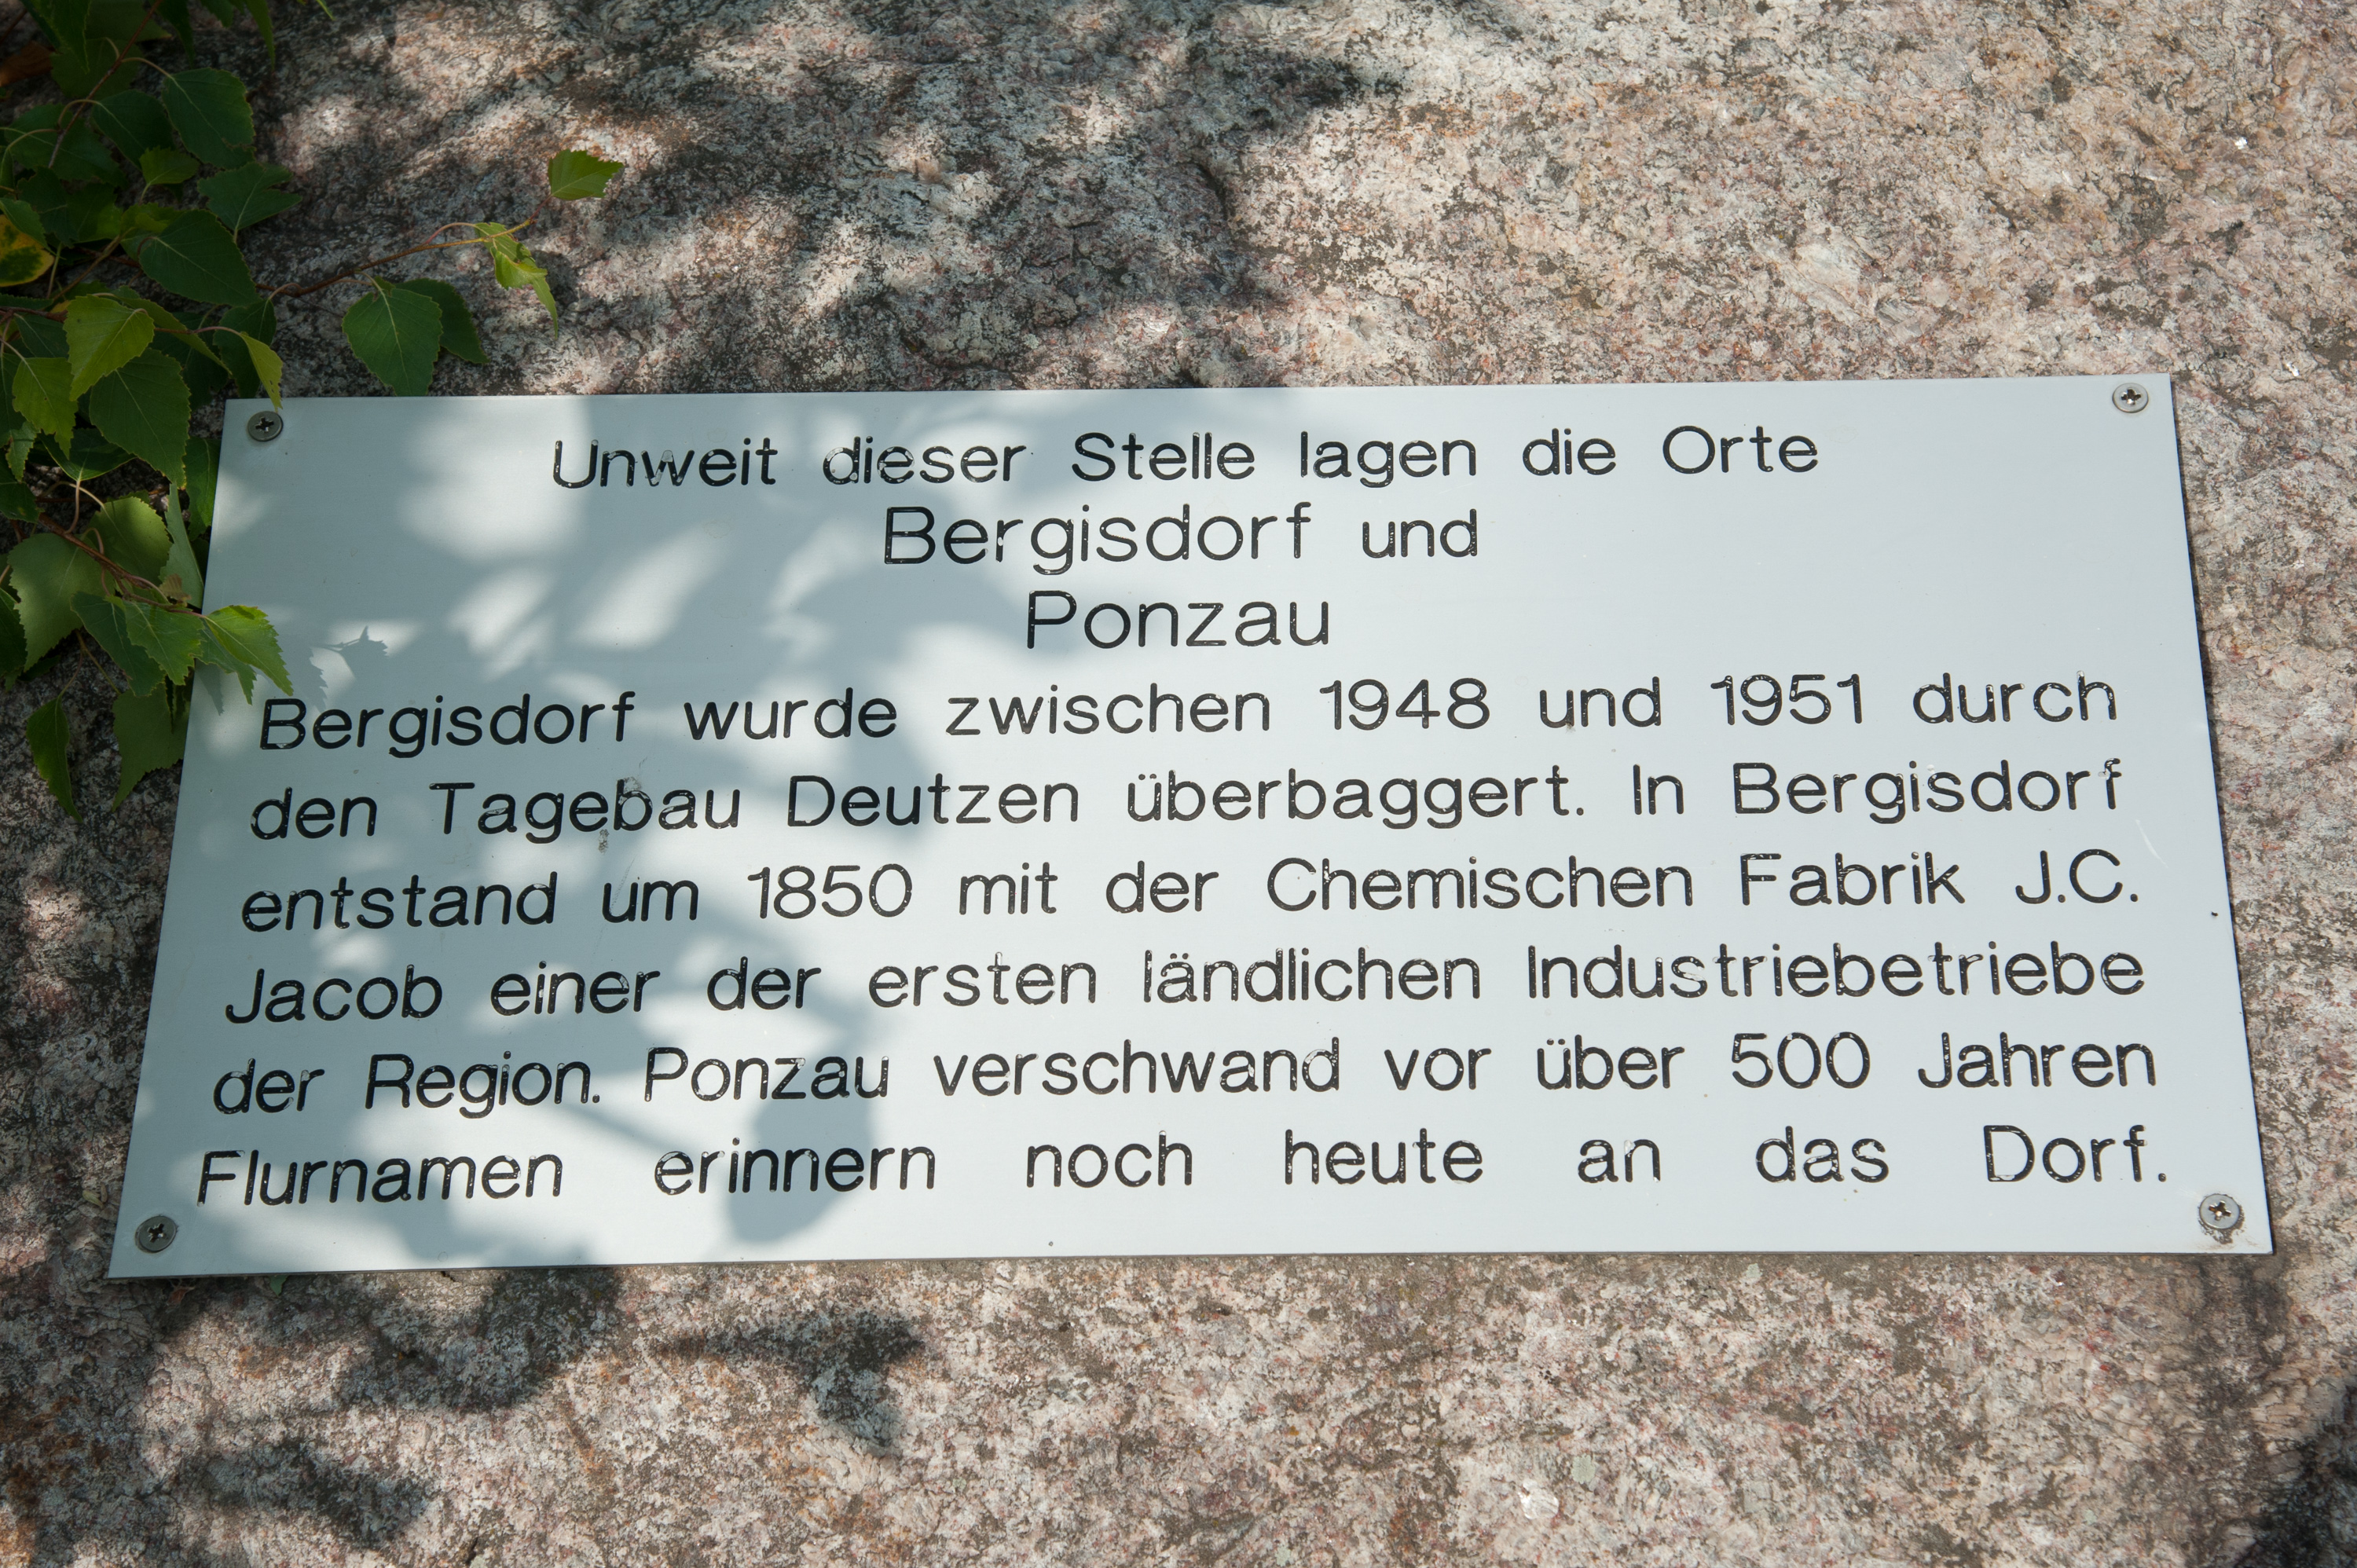 Unweit dieser Stelle lagen die Orte
Bergisdorf und
Ponzau
Bergisdorf wurde zwischen 1948 und 1951 durch
den Tagebau Deutzen überbaggert. In Bergisdorf
entstand um 1850 mit der Chemischen Fabrik J.C.
Jacob einer der ersten ländlichen Industriebetriebe
der Region. Ponzau verschwand vor über 500 Jahren
Flurnamen erinnern noch heute an das Dorf.